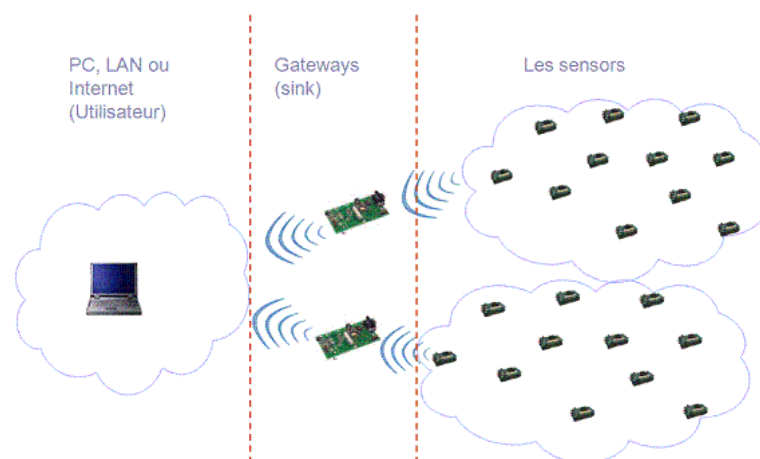 PC, LAN ou
Internet
(Utilisateur)
Gateways
(sink)
Les sensors